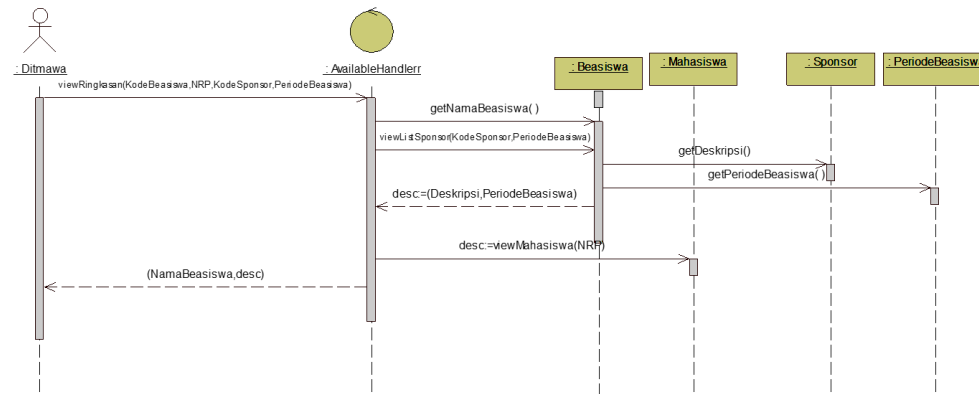 : Ditmawa
: AvailableHandlerr
: Beasiswa
: Mahasiswa
: Sponsor
: PeriodeBeasisw
viewRingkasan(KodeBeasiswa,NRP,KodeSponsor,PeriodeBeasiswa)
getNamaBeasiswa( )
viewListSponsor(KodeSponsor,PeriodeBeasiswa)
getDeskripsi()
getPeriodeBeasiswa( )
desc:=(Deskripsi,PeriodeBeasiswa)
desc:=viewMahasiswa(NRP)
(NamaBeasiswa,desc)